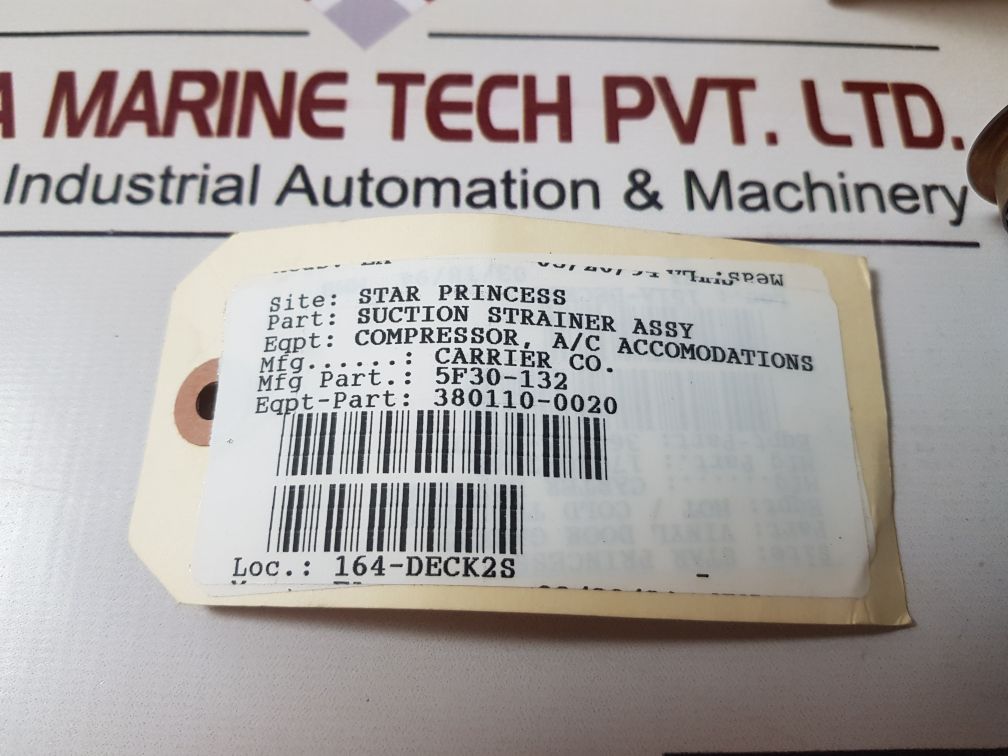 A MARINE TECH PVT. LTD.
Industrial Automation & Machinery
Site: STAR PRINCESS
Part: SUCTION STRAINER ASSY
Eqpt: COMPRESSOR, A/C ACCOMODATIONS
Mfg......: CARRIER CO.
Mfg Part.: 5F30-132
Eqpt-Part: 380110-0020
Loc.: 164-DECK2S